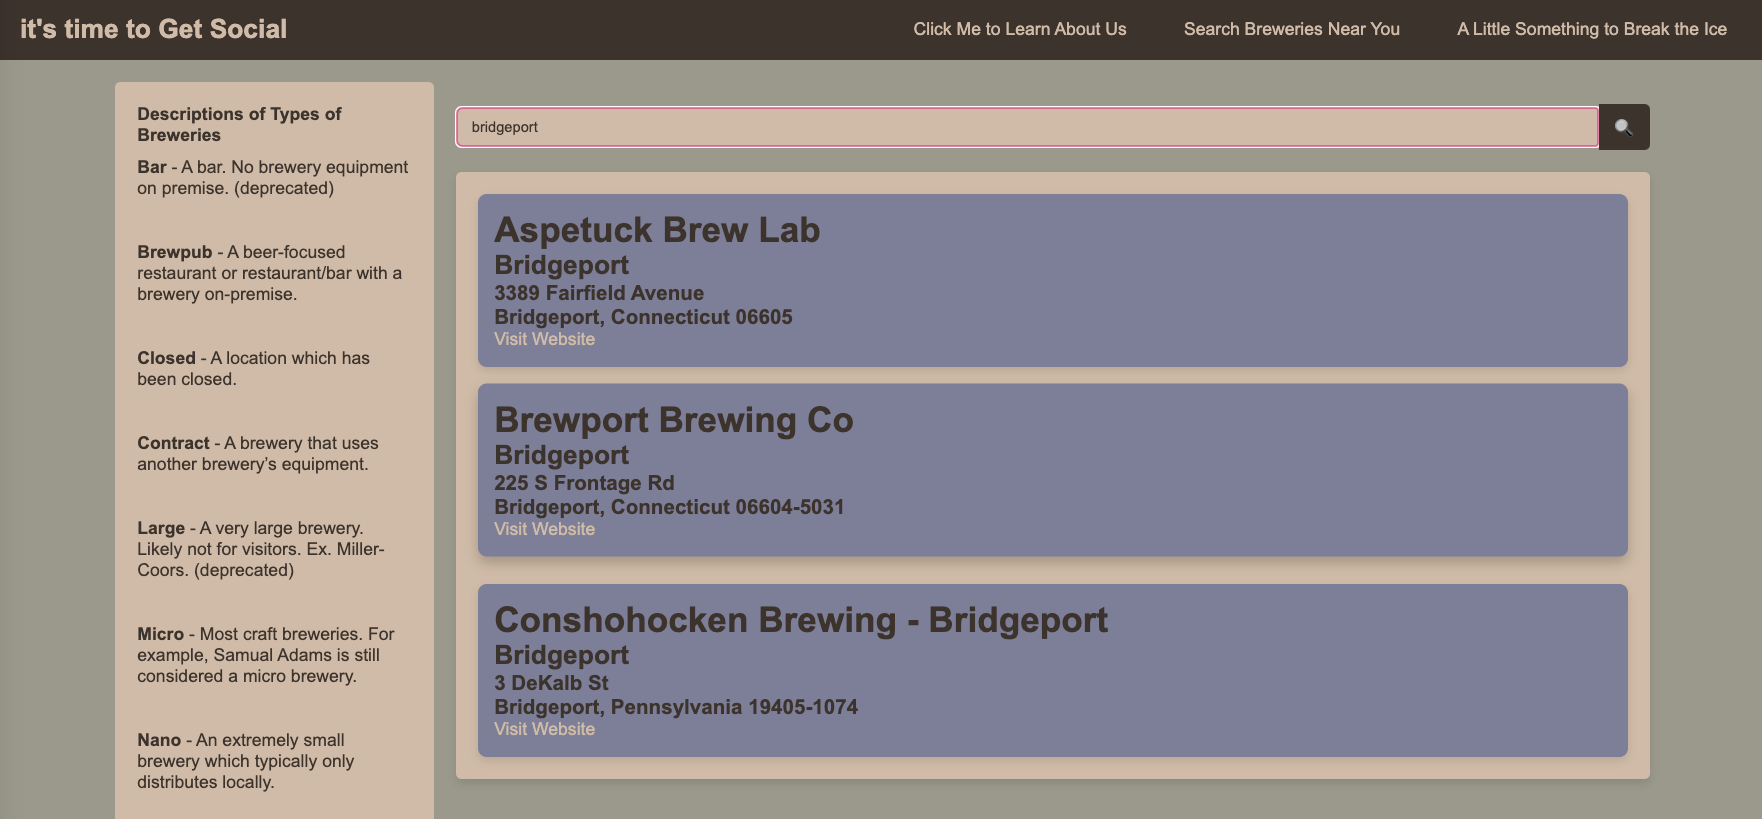 it's time to Get Social
Click Me to Learn About Us
Search Breweries Near You
A Little Something to Break the Ice
Descriptions of Types of
Breweries
Bar - A bar. No brewery equipment
on premise. (deprecated)
Brewpub - A beer-focused
restaurant or restaurant/bar with a
brewery on-premise.
Closed - A location which has
been closed.
Contract - A brewery that uses
another brewery’s equipment.
Large - A very large brewery.
Likely not for visitors. Ex. Miller-
Coors. (deprecated)
Micro - Most craft breweries. For
example, Samual Adams is still
considered a micro brewery.
Nano - An extremely small
brewery which typically only
distributes locally.
bridgeport
Aspetuck Brew Lab
Bridgeport
3389 Fairfield Avenue
Bridgeport, Connecticut 06605
Visit Website
Brewport Brewing Co
Bridgeport
225 S Frontage Rd
Bridgeport, Connecticut 06604-5031
Visit Website
Conshohocken Brewing - Bridgeport
Bridgeport
3 DeKalb St
Bridgeport, Pennsylvania 19405-1074
Visit Website